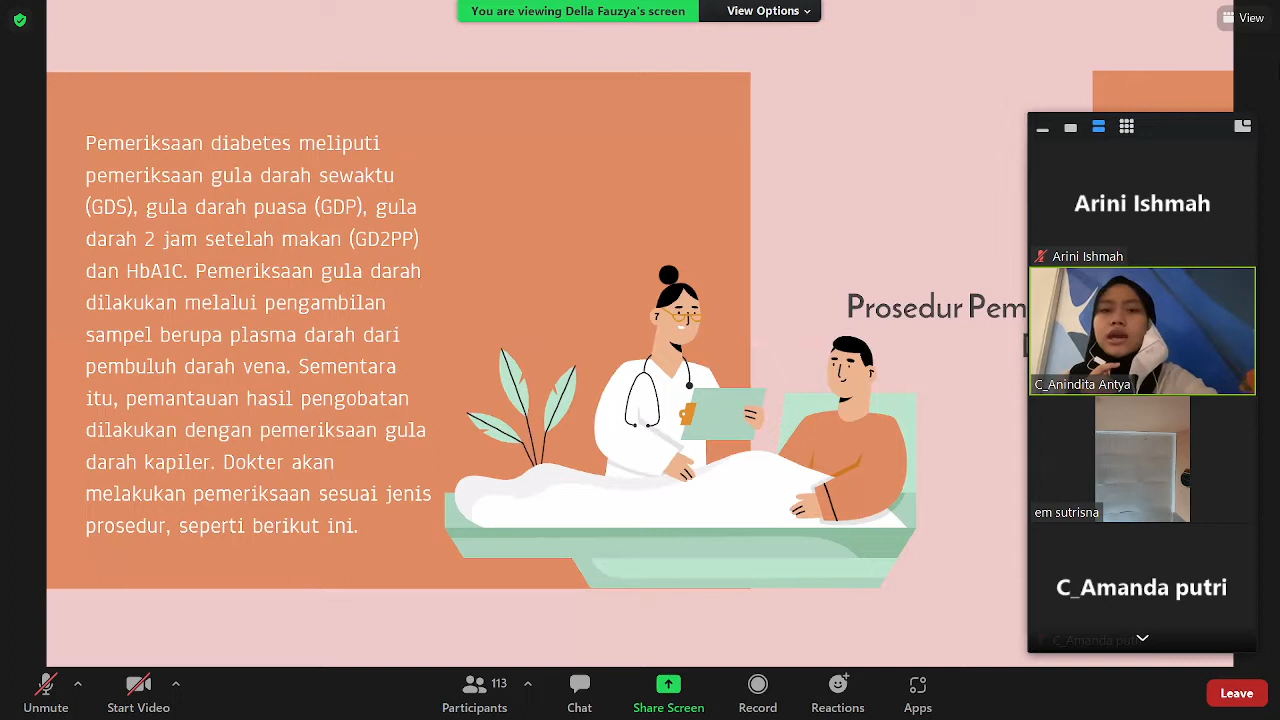 You are viewing Della Fauzya's screen
View Options
View
Pemeriksaan diabetes meliputi
pemeriksaan gula darah sewaktu
(GDS), gula darah puasa (GDP), gula
darah 2 jam setelah makan (GD2PP)
dan HbA1C. Pemeriksaan gula darah
dilakukan melalui pengambilan
sampel berupa plasma darah dari
pembuluh darah vena. Sementara
itu, pemantauan hasil pengobatan
dilakukan dengan pemeriksaan gula
darah kapiler. Dokter akan
melakukan pemeriksaan sesuai jenis
prosedur, seperti berikut ini.
Prosedur Pem
Arini Ishmah
Arini Ishmah
C_Anindita Antya
em sutrisna
C_Amanda putri
C_Amanda put
Unmute
Start Video
113
Participants
Chat
Share Screen
Record
Reactions
Apps
Leave